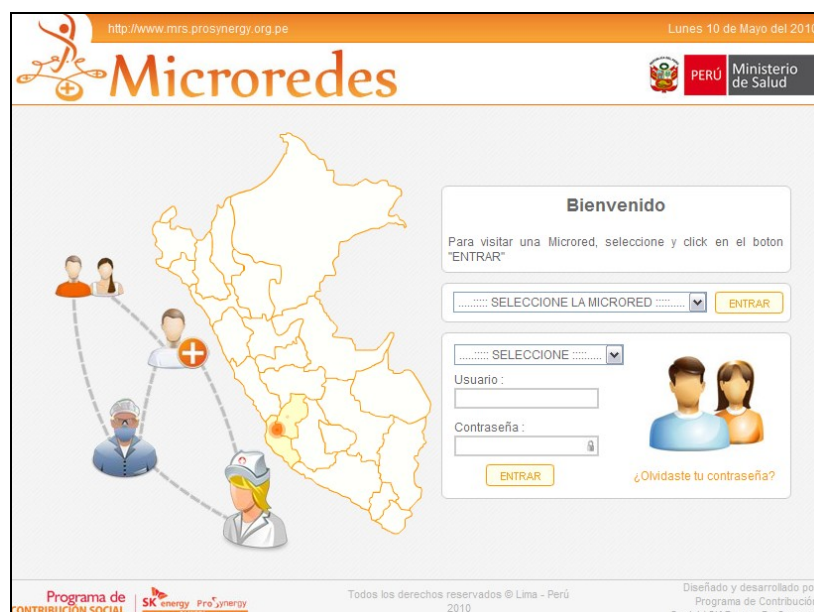 http://www.mrs.prosynergy.org.pe
Lunes 10 de Mayo del 2010
Microredes
PERÚ
Ministerio
de Salud
Bienvenido
Para visitar una Microred, seleccione y click en el boton
"ENTRAR"
.....::::: SELECCIONE LA MICRORED :::::.....
ENTRAR
.....::::: SELECCIONE :::::.....
Usuario :
Contraseña :
ENTRAR
¿Olvidaste tu contraseña?
Programa de
CONTRIBUCIÓN SOCIAL
SK energy
ProSynergy
Todos los derechos reservados © Lima - Perú
2010
Diseñado y desarrollado po
Programa de Contribución